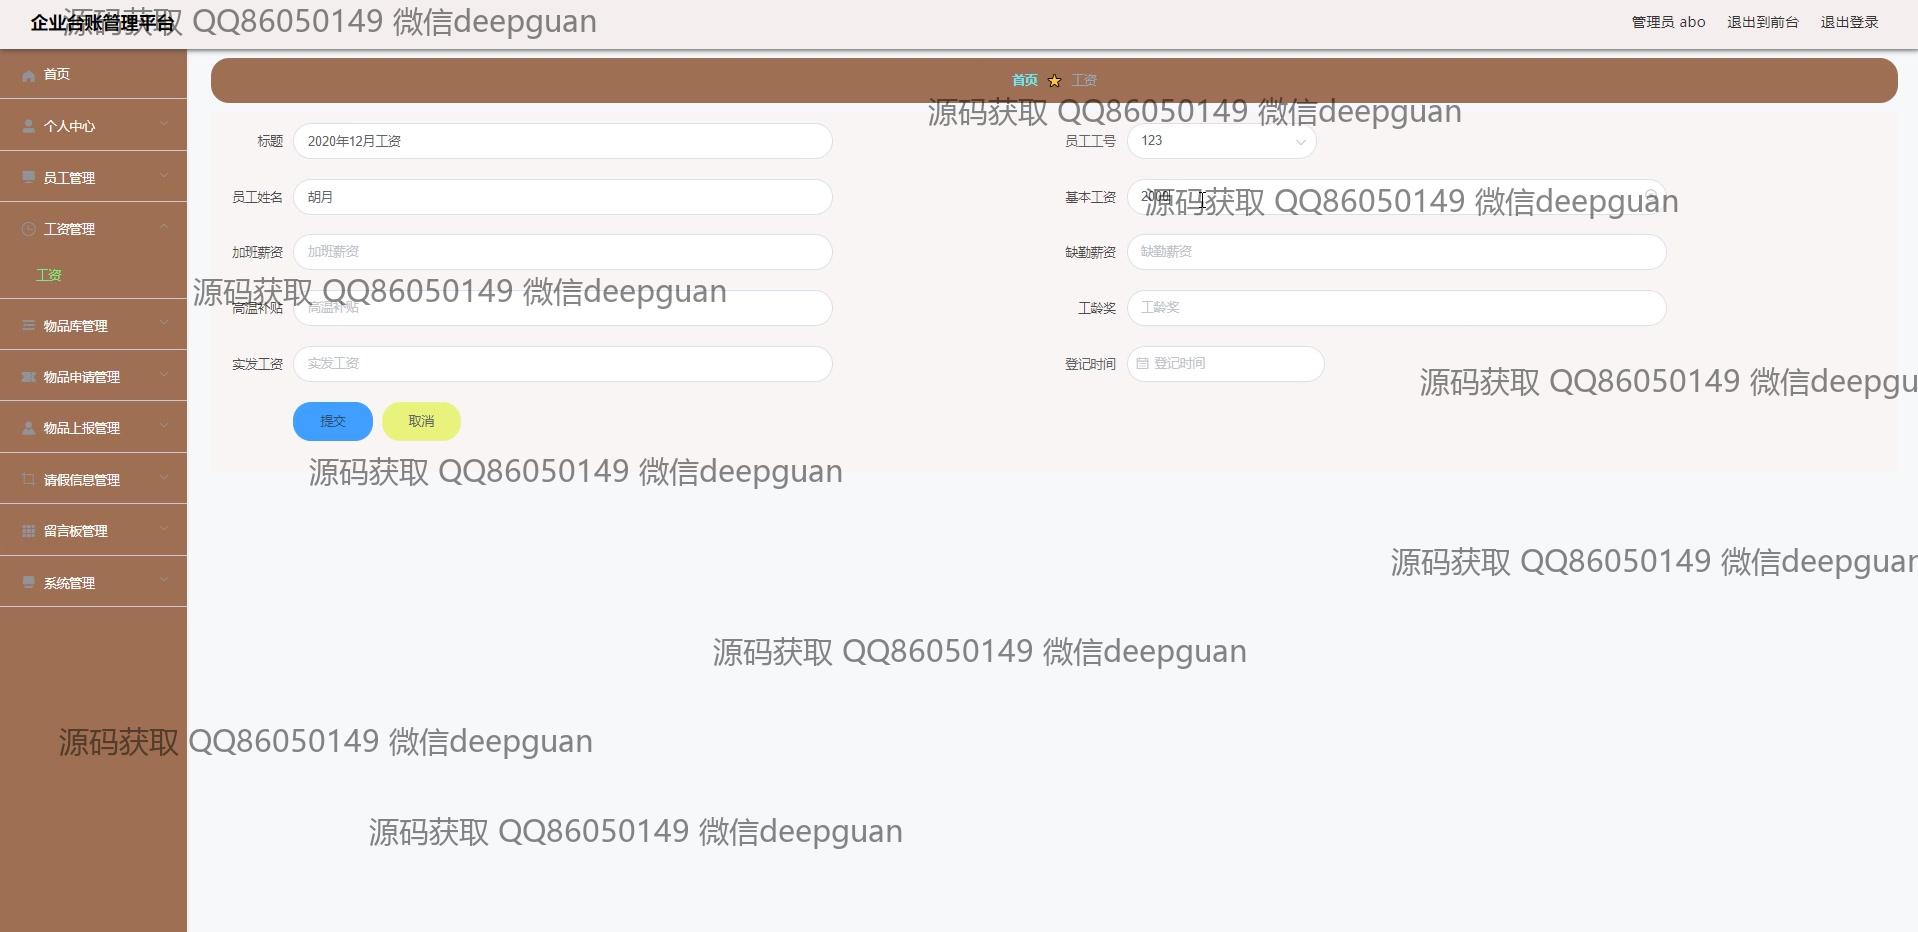 企业台账管理平台
源码获取 QQ86050149 微信deepguan
管理员 abo 退出到前台 退出登录
首页
个人中心
员工管理
工资管理
工资
物品库管理
物品申请管理
物品上报管理
请假信息管理
留言板管理
系统管理
首页 工资
源码获取 QQ86050149 微信deepguan
标题 2020年12月工资 员工工号 123
员工姓名 胡月 基本工资
源码获取 QQ86050149 微信deepguan
加班薪资 加班薪资 缺勤薪资 缺勤薪资
源码获取 QQ86050149 微信deepguan
高温补贴 高温补贴 工龄奖 工龄奖
实发工资 实发工资 登记时间 登记时间
源码获取 QQ86050149 微信deepgu
提交 取消
源码获取 QQ86050149 微信deepguan
源码获取 QQ86050149 微信deepguan
源码获取 QQ86050149 微信deepguan
源码获取 QQ86050149 微信deepguan
源码获取 QQ86050149 微信deepguan